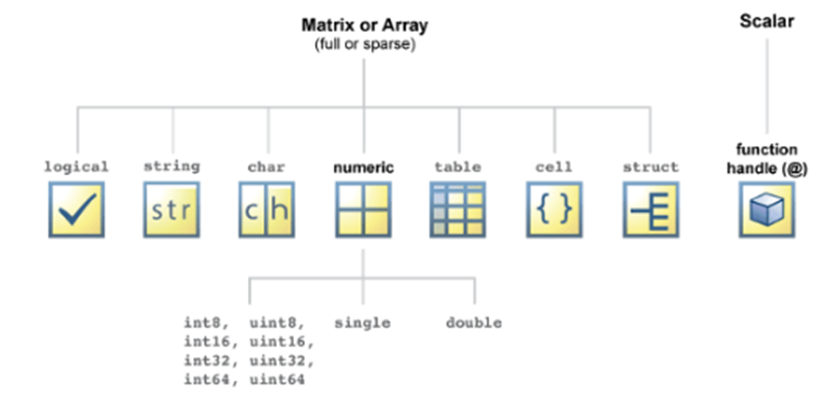 Matrix or Array
(full or sparse)
Scalar
logical string char numeric table cell struct
function
handle (@)
str
ch
{ }
int8, uint8,
int16, uint16,
int32, uint32,
int64, uint64
single
double